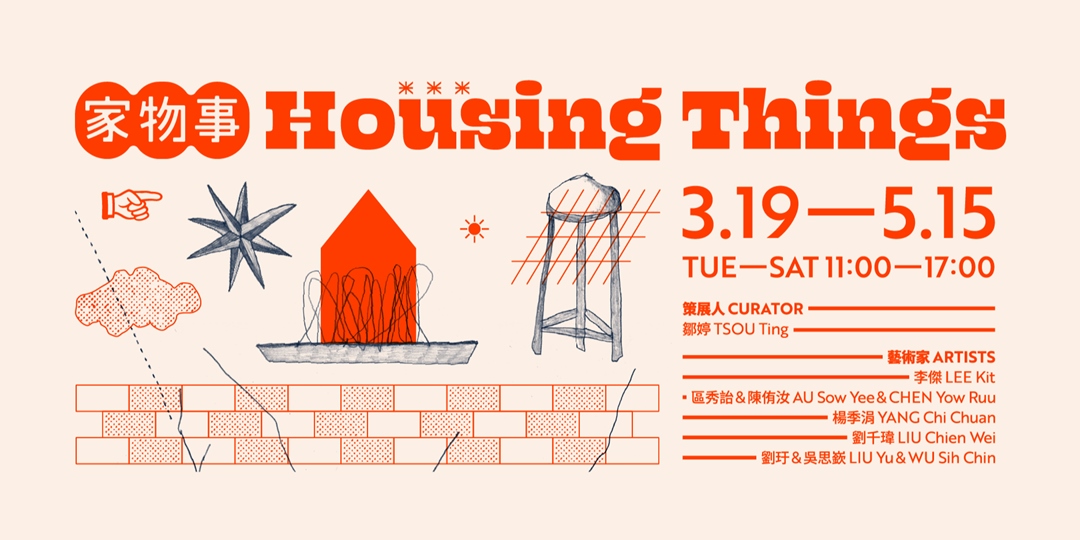 家物事 Housing Things
3.19—5.15
TUE—SAT 11:00—17:00
策展人 CURATOR
鄒婷 TSOU Ting
藝術家 ARTISTS
李傑 LEE Kit
區秀詒 & 陳侑汝 AU Sow Yee & CHEN Yow Ruu
楊季涓 YANG Chi Chuan
劉千瑋 LIU Chien Wei
劉玗 & 吳思嶔 LIU Yu & WU Sih Chin